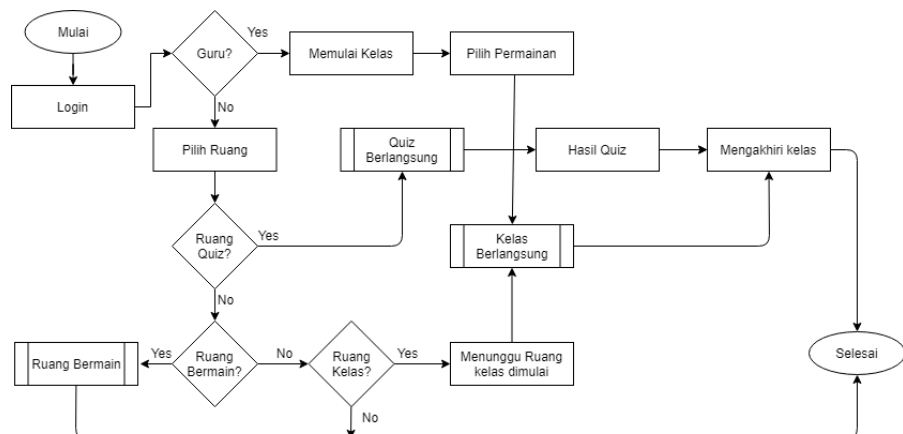 Mulai
Guru?
Yes
Memulai Kelas
Pilih Permainan
Login
No
Pilih Ruang
Quiz
Berlangsung
Hasil Quiz
Mengakhiri kelas
Ruang
Quiz?
Yes
Kelas
Berlangsung
No
Ruang Bermain
Yes
Ruang
Bermain?
No
Ruang
Kelas?
Yes
Menunggu Ruang
kelas dimulai
Selesai
No